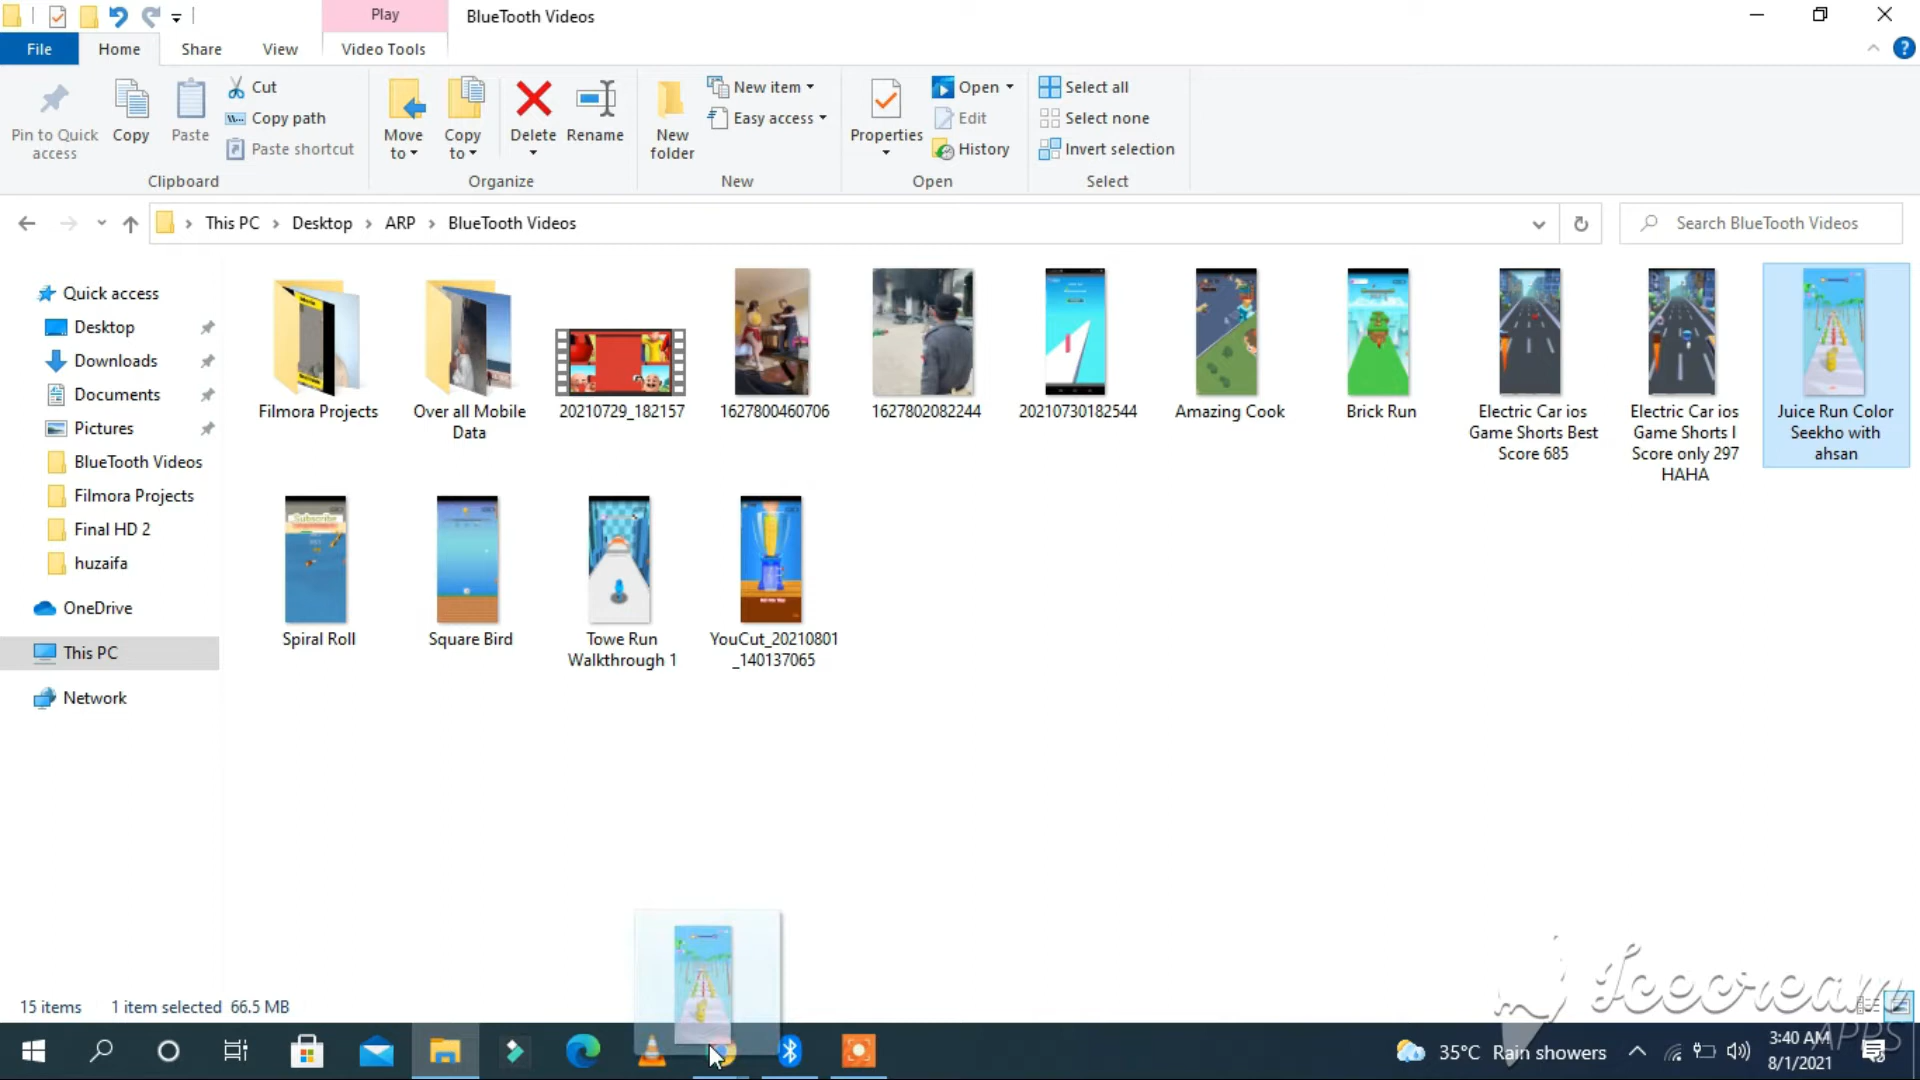 Play
BlueTooth Videos
File
Home
Share
View
Video Tools
Pin to Quick
access
Copy
Paste
Cut
Copy path
Paste shortcut
Clipboard
Move
to
Copy
to
Delete
Rename
Organize
New
folder
New item
Easy access
New
Properties
Open
Edit
History
Open
Select all
Select none
Invert selection
Select
This PC
Desktop
ARP
BlueTooth Videos
Search BlueTooth Videos
Quick access
Desktop
Downloads
Documents
Pictures
BlueTooth Videos
Filmora Projects
Final HD 2
huzaifa
OneDrive
This PC
Network
Filmora Projects
Over all Mobile
Data
20210729_182157
1627800460706
1627802082244
20210730182544
Amazing Cook
Brick Run
Electric Car ios
Game Shorts Best
Score 685
Electric Car ios
Game Shorts I
Score only 297
HAHA
Juice Run Color
Seekho with
ahsan
Subscribe
Spiral Roll
Square Bird
Towe Run
Walkthrough 1
YouCut_20210801
_140137065
15 items
1 item selected 66.5 MB
Icecream
APPS
35°C Rain showers
3:40 AM
8/1/2021